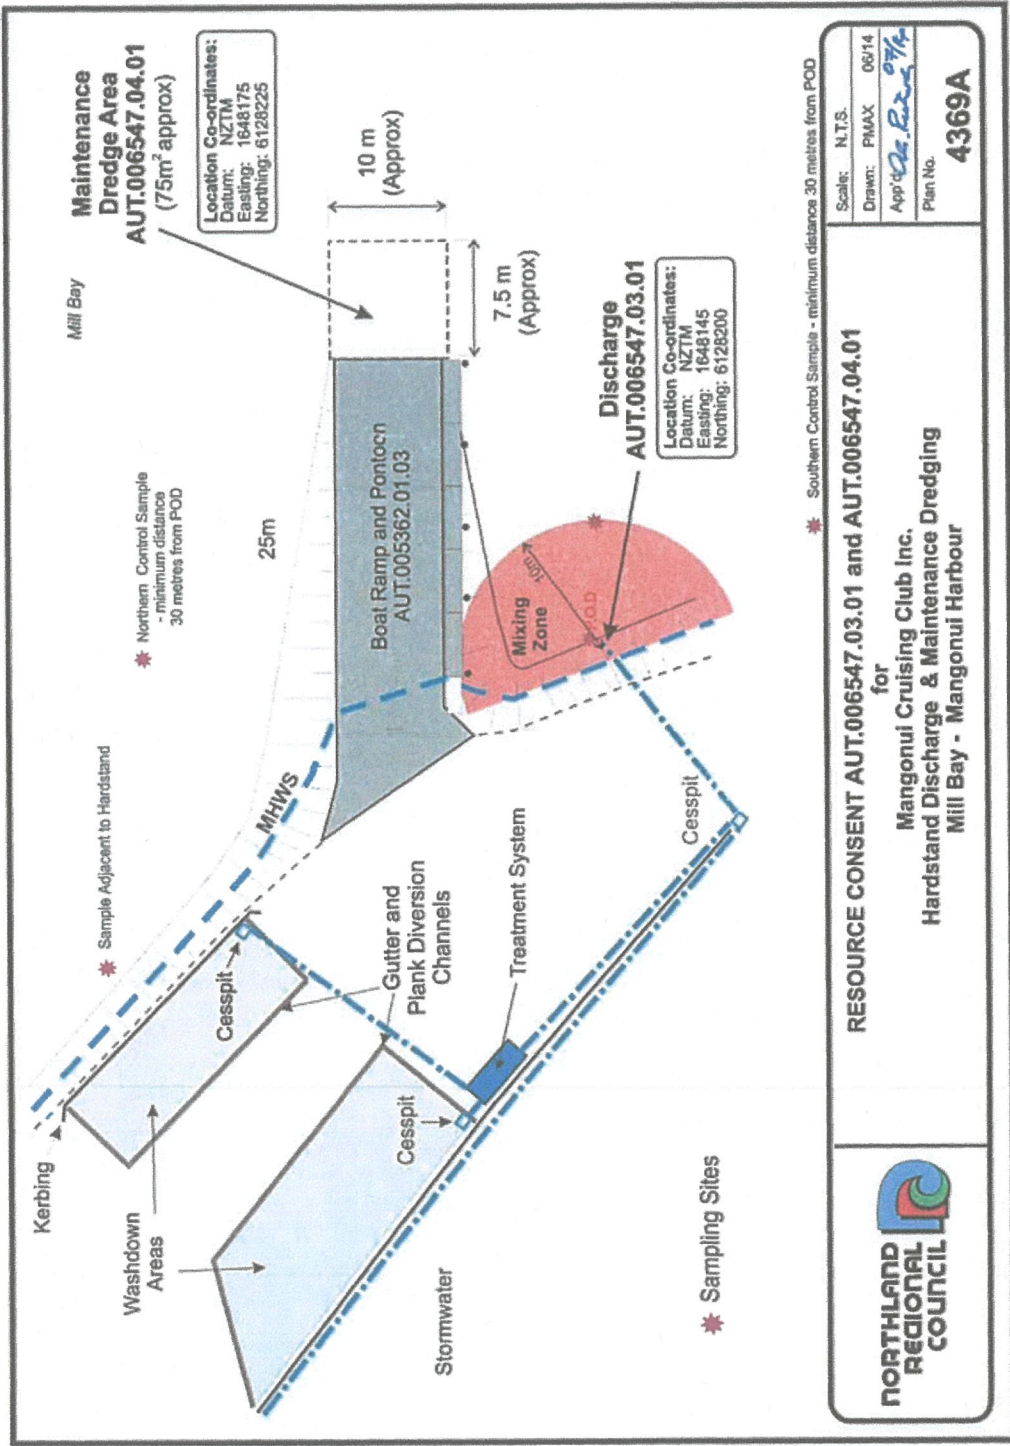 Mill Bay
Maintenance
Dredge Area
AUT.006547.04.01
(75m² approx)
Location Co-ordinates:
Datum: NZTM
Easting: 1648175
Northing: 6128225
10 m
(Approx)
7.5 m
(Approx)
Northern Control Sample
- minimum distance
30 metres from POD
25m
Sample Adjacent to Hardstand
MHWS
Boat Ramp and Pontoon
AUT.005362.01.03
Kerbing
Washdown
Areas
Cesspit
Gutter and
Plank Diversion
Channels
Cesspit
Treatment System
Cesspit
Stormwater
Mixing
Zone
10m
P.O.D
Discharge
AUT.006547.03.01
Location Co-ordinates:
Datum: NZTM
Easting: 1648145
Northing: 6128200
Sampling Sites
Southern Control Sample - minimum distance 30 metres from POD
NORTHLAND
REGIONAL
COUNCIL
RESOURCE CONSENT AUT.006547.03.01 and AUT.006547.04.01
for
Mangonui Cruising Club Inc.
Hardstand Discharge & Maintenance Dredging
Mill Bay - Mangonui Harbour
Scale: N.T.S.
Drawn: PMAX 06/14
App'd
Plan No.
4369A